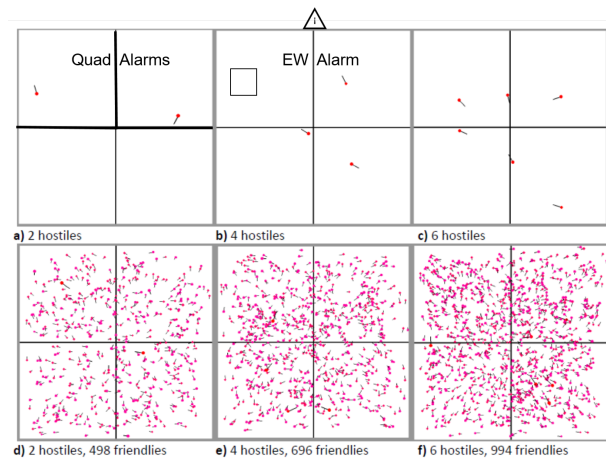 i
Quad Alarms
EW Alarm
a) 2 hostiles
b) 4 hostiles
c) 6 hostiles
d) 2 hostiles, 498 friendlies
e) 4 hostiles, 696 friendlies
f) 6 hostiles, 994 friendlies